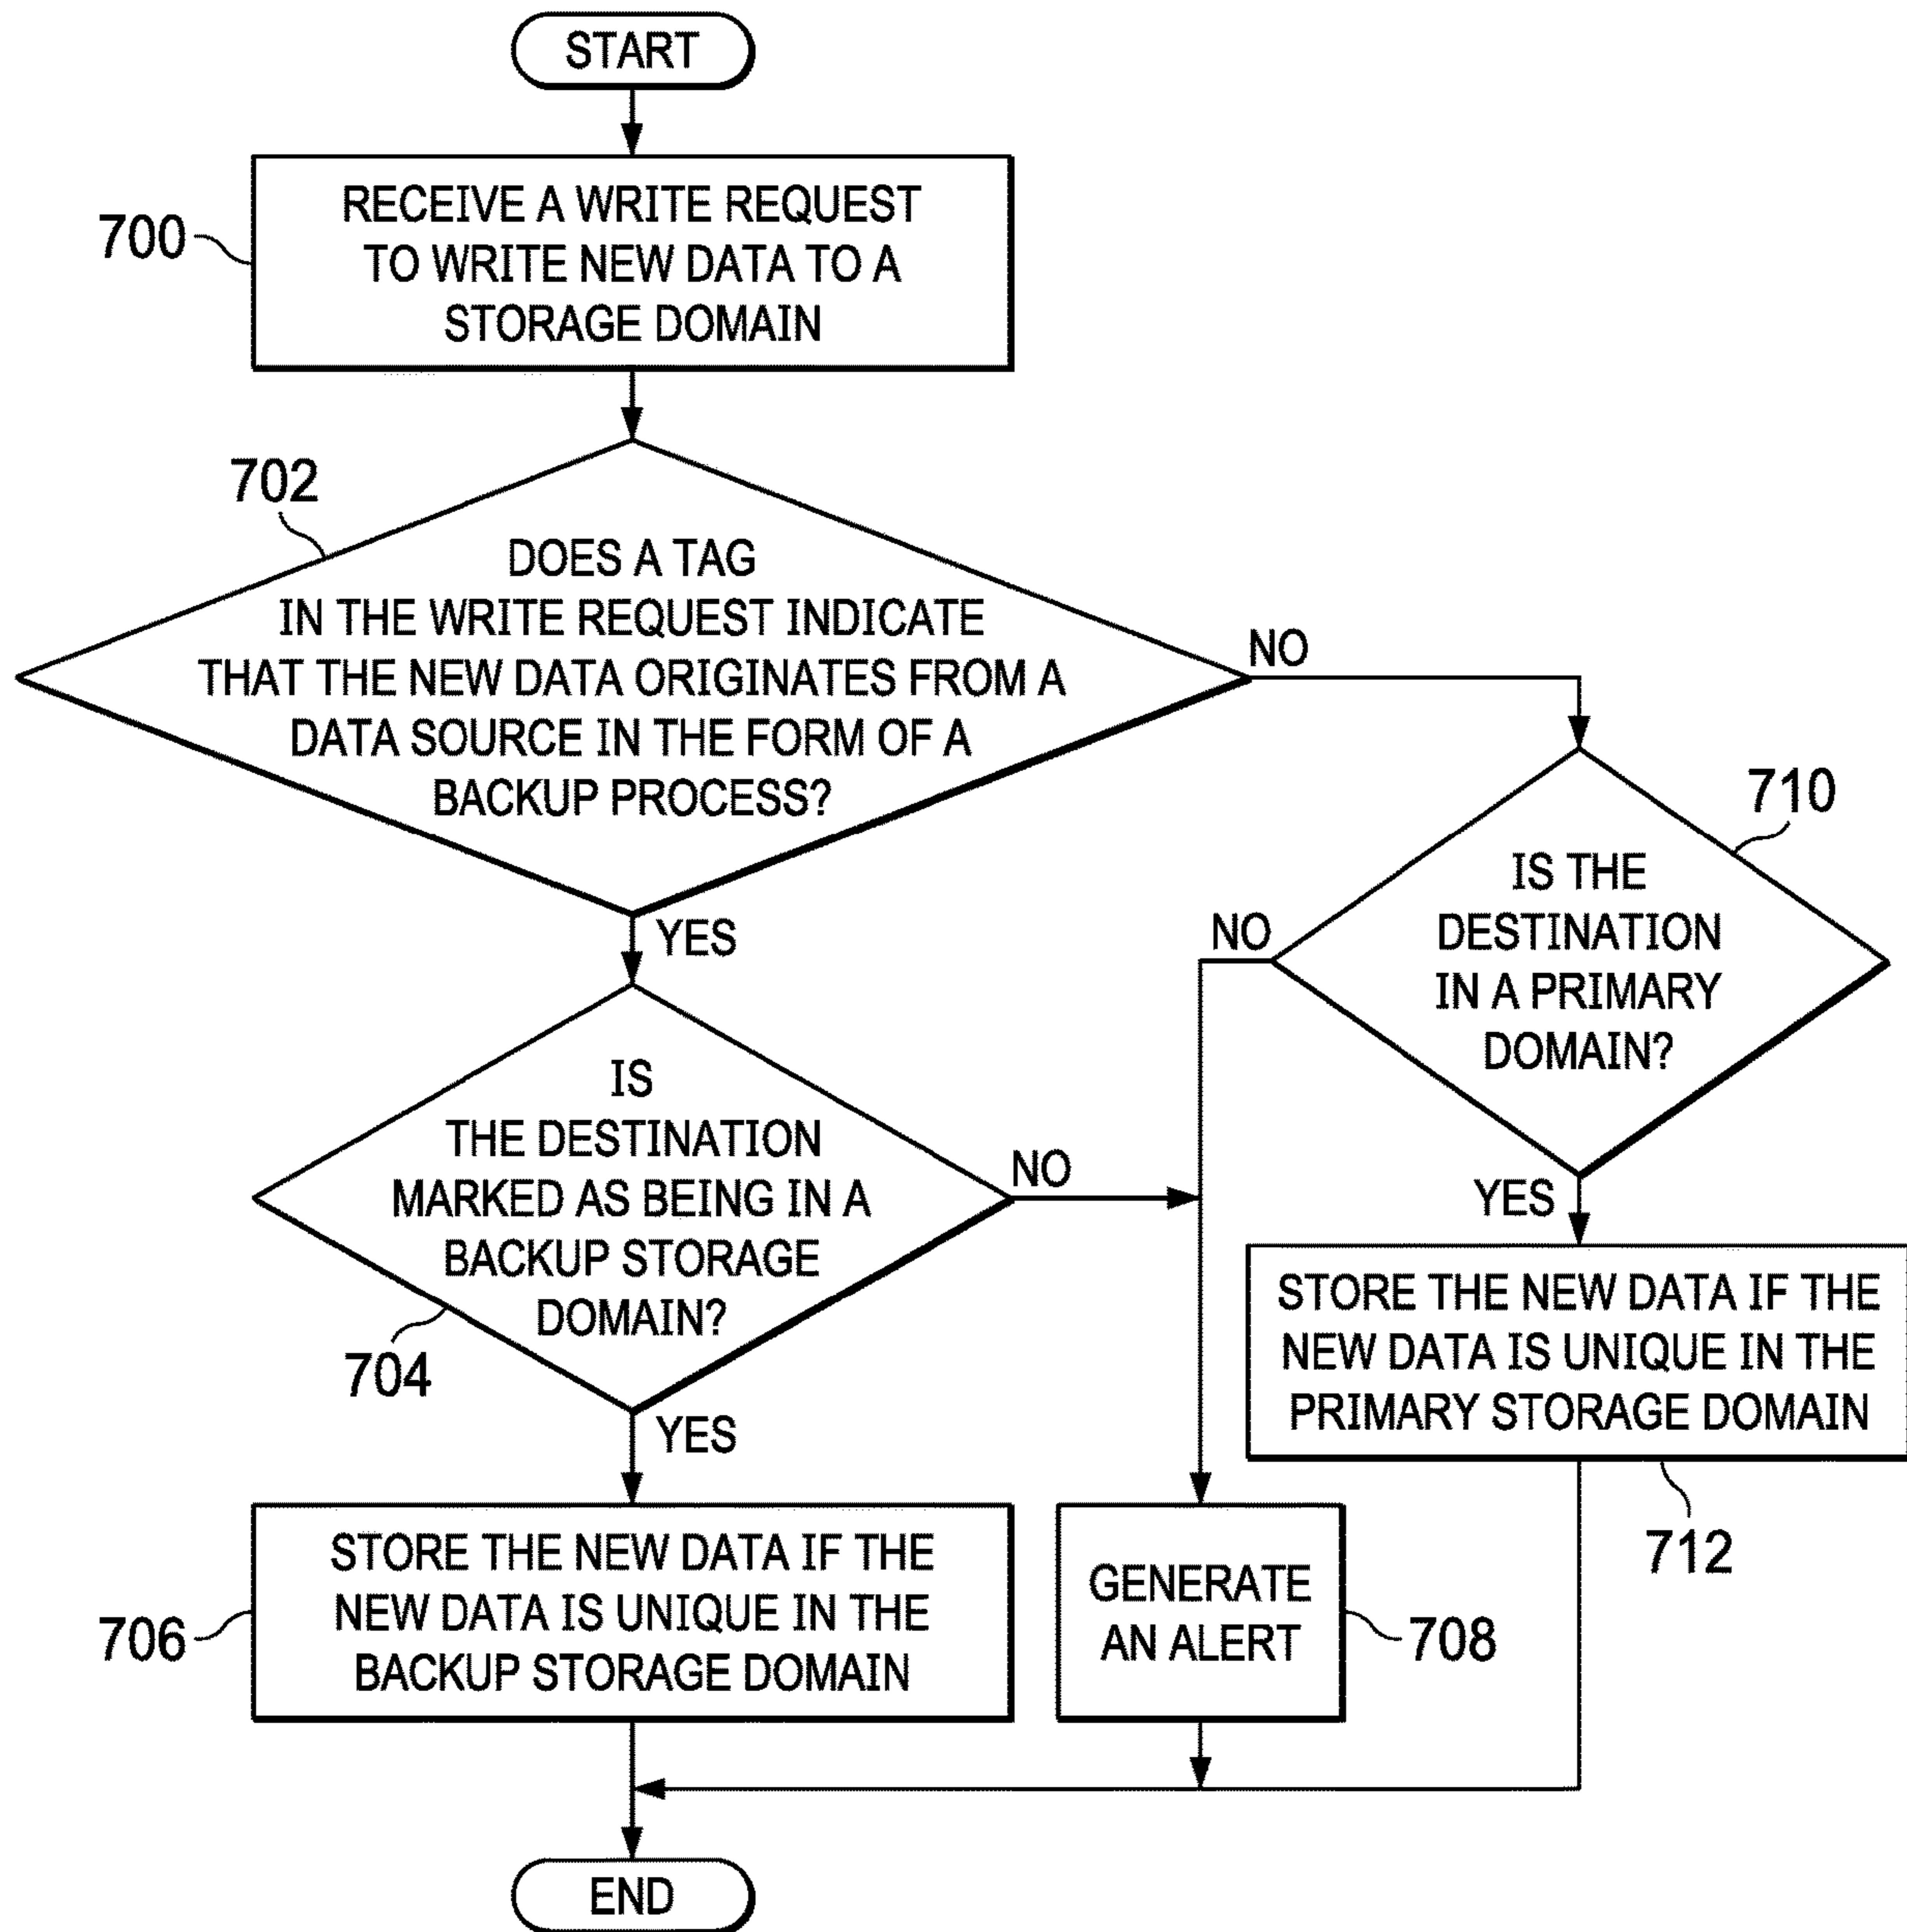 START
700
RECEIVE A WRITE REQUEST
TO WRITE NEW DATA TO A
STORAGE DOMAIN
702
DOES A TAG
IN THE WRITE REQUEST INDICATE
THAT THE NEW DATA ORIGINATES FROM A
DATA SOURCE IN THE FORM OF A
BACKUP PROCESS?
NO
YES
710
IS THE
DESTINATION
IN A PRIMARY
DOMAIN?
NO
YES
IS
THE DESTINATION
MARKED AS BEING IN A
BACKUP STORAGE
DOMAIN?
NO
704
YES
STORE THE NEW DATA IF THE
NEW DATA IS UNIQUE IN THE
PRIMARY STORAGE DOMAIN
712
706
STORE THE NEW DATA IF THE
NEW DATA IS UNIQUE IN THE
BACKUP STORAGE DOMAIN
GENERATE
AN ALERT
708
END